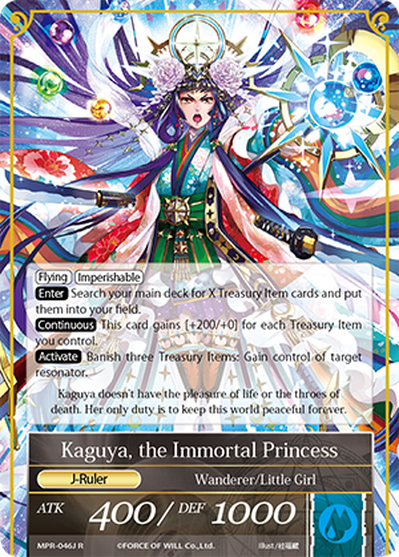 Flying Imperishable
Enter Search your main deck for X Treasury Item cards and put
them into your field.
Continuous This card gains [+200/+0] for each Treasury Item
you control.
Activate Banish three Treasury Items: Gain control of target
resonator.
Kaguya doesn't have the pleasure of life or the throes of
death. Her only duty is to keep this world peaceful forever.
Kaguya, the Immortal Princess
J-Ruler Wanderer/Little Girl
ATK 400 / DEF 1000
MPR-046J R ©FORCE OF WILL Co.,Ltd. Illust/桂福蔵